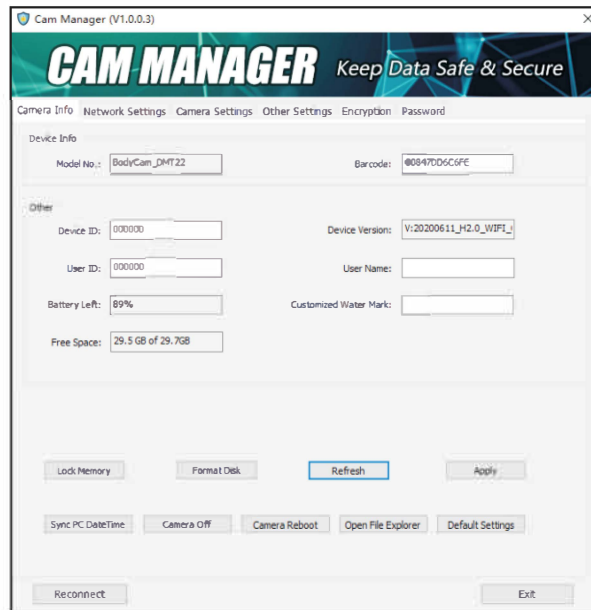 Cam Manager (V1.0.0.3)
CAM MANAGER Keep Data Safe & Secure
Camera Info Network Settings Camera Settings Other Settings Encryption Password
Device Info
Model No.: BodyCam_DMT22 Barcode: 60847DD6C6FE
Other
Device ID: 000000 Device Version: V:20200611_H2.0_WIFI_
User ID: 000000 User Name:
Battery Left: 89% Customized Water Mark:
Free Space: 29.5 GB of 29.7GB
Lock Memory Format Disk Refresh Apply
Sync PC DateTime Camera Off Camera Reboot Open File Explorer Default Settings
Reconnect Exit